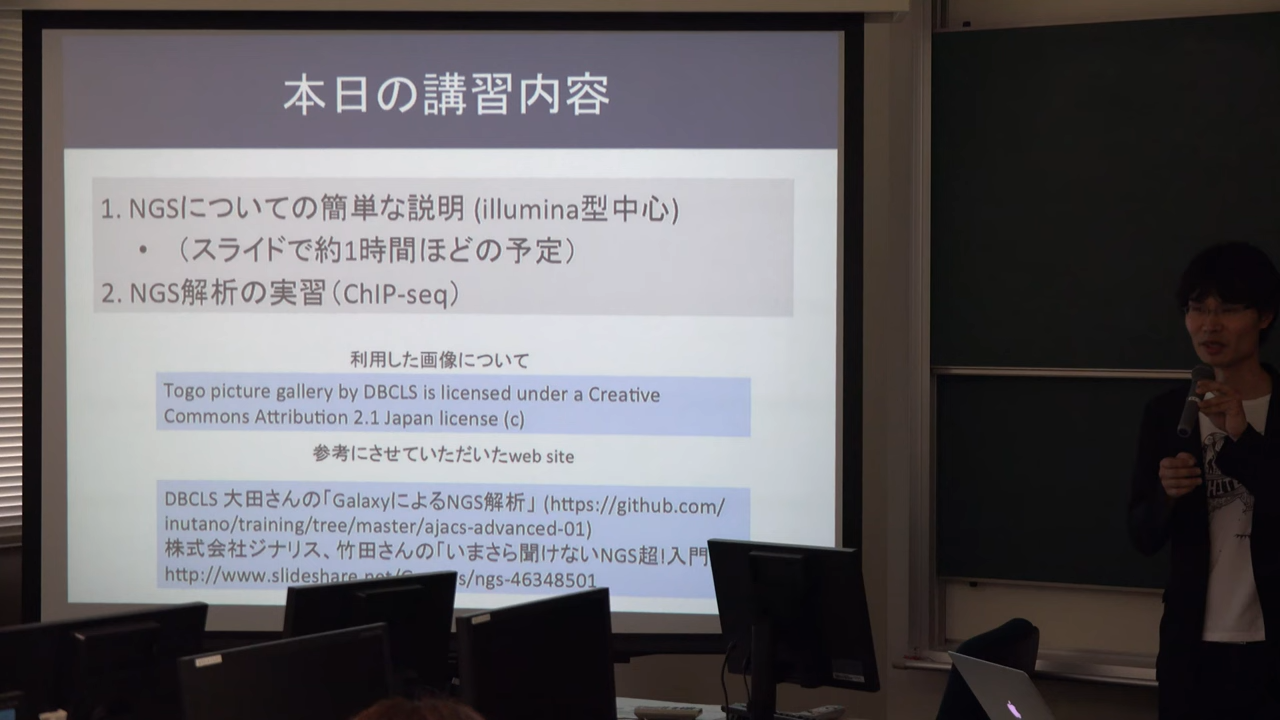 本日の講習内容
1. NGSについての簡単な説明 (illumina型中心)
• （スライドで約1時間ほどの予定）
2. NGS解析の実習（ChIP-seq）
利用した画像について
Togo picture gallery by DBCLS is licensed under a Creative
Commons Attribution 2.1 Japan license (c)
参考にさせていただいたweb site
DBCLS 大田さんの「GalaxyによるNGS解析」 (https://github.com/
inutano/training/tree/master/ajacs-advanced-01)
株式会社ジナリス、竹田さんの「いまさら聞けないNGS超!入門
http://www.slideshare.net/ s/ngs-46348501